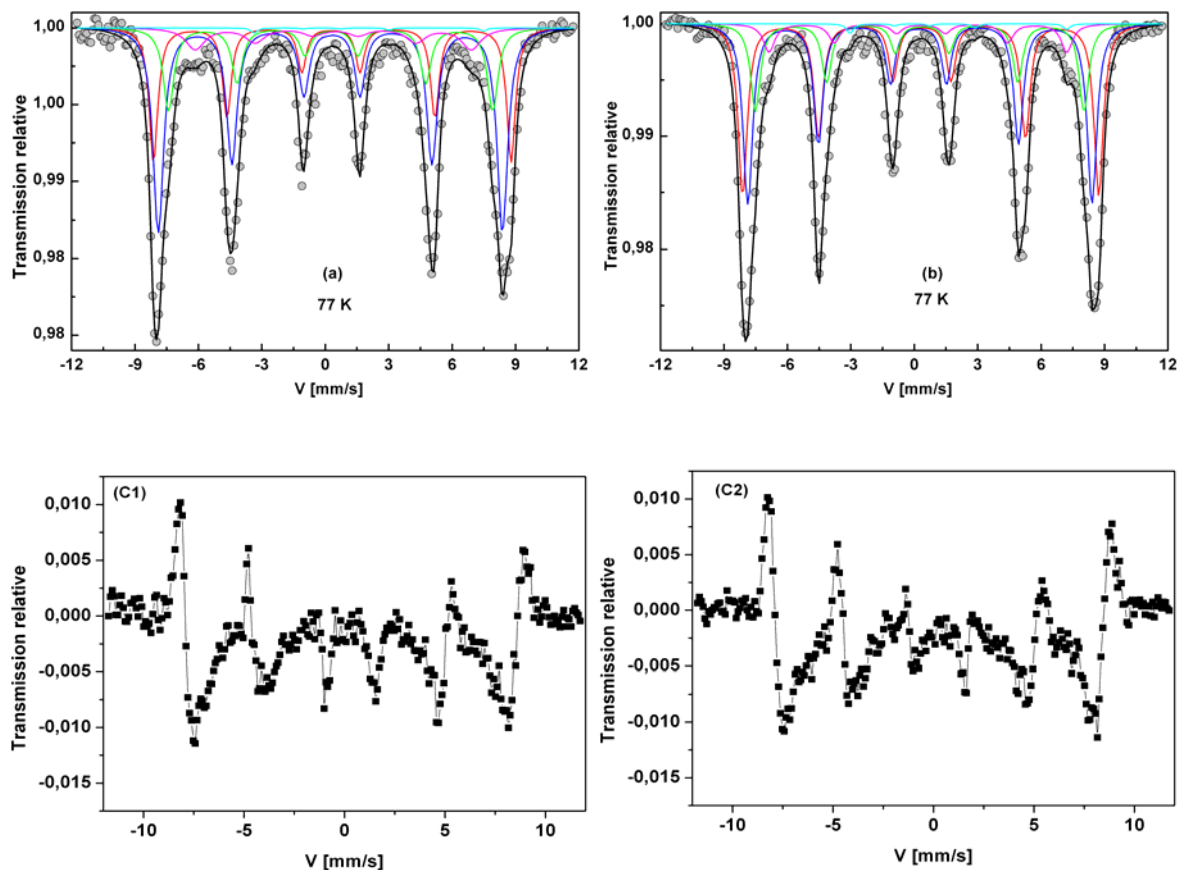 1,00
1,00
0,99
0,98
0,98
Transmission relative
(a)
77 K
-12 -9 -6 -3 0 3 6 9 12
V [mm/s]
1,00
0,99
0,98
Transmission relative
(b)
77 K
-12 -9 -6 -3 0 3 6 9 12
V [mm/s]
(C1)
0,010
0,005
0,000
-0,005
-0,010
-0,015
Transmission relative
-10 -5 0 5 10
V [mm/s]
(C2)
0,010
0,005
0,000
-0,005
-0,010
-0,015
Transmission relative
-10 -5 0 5 10
V [mm/s]